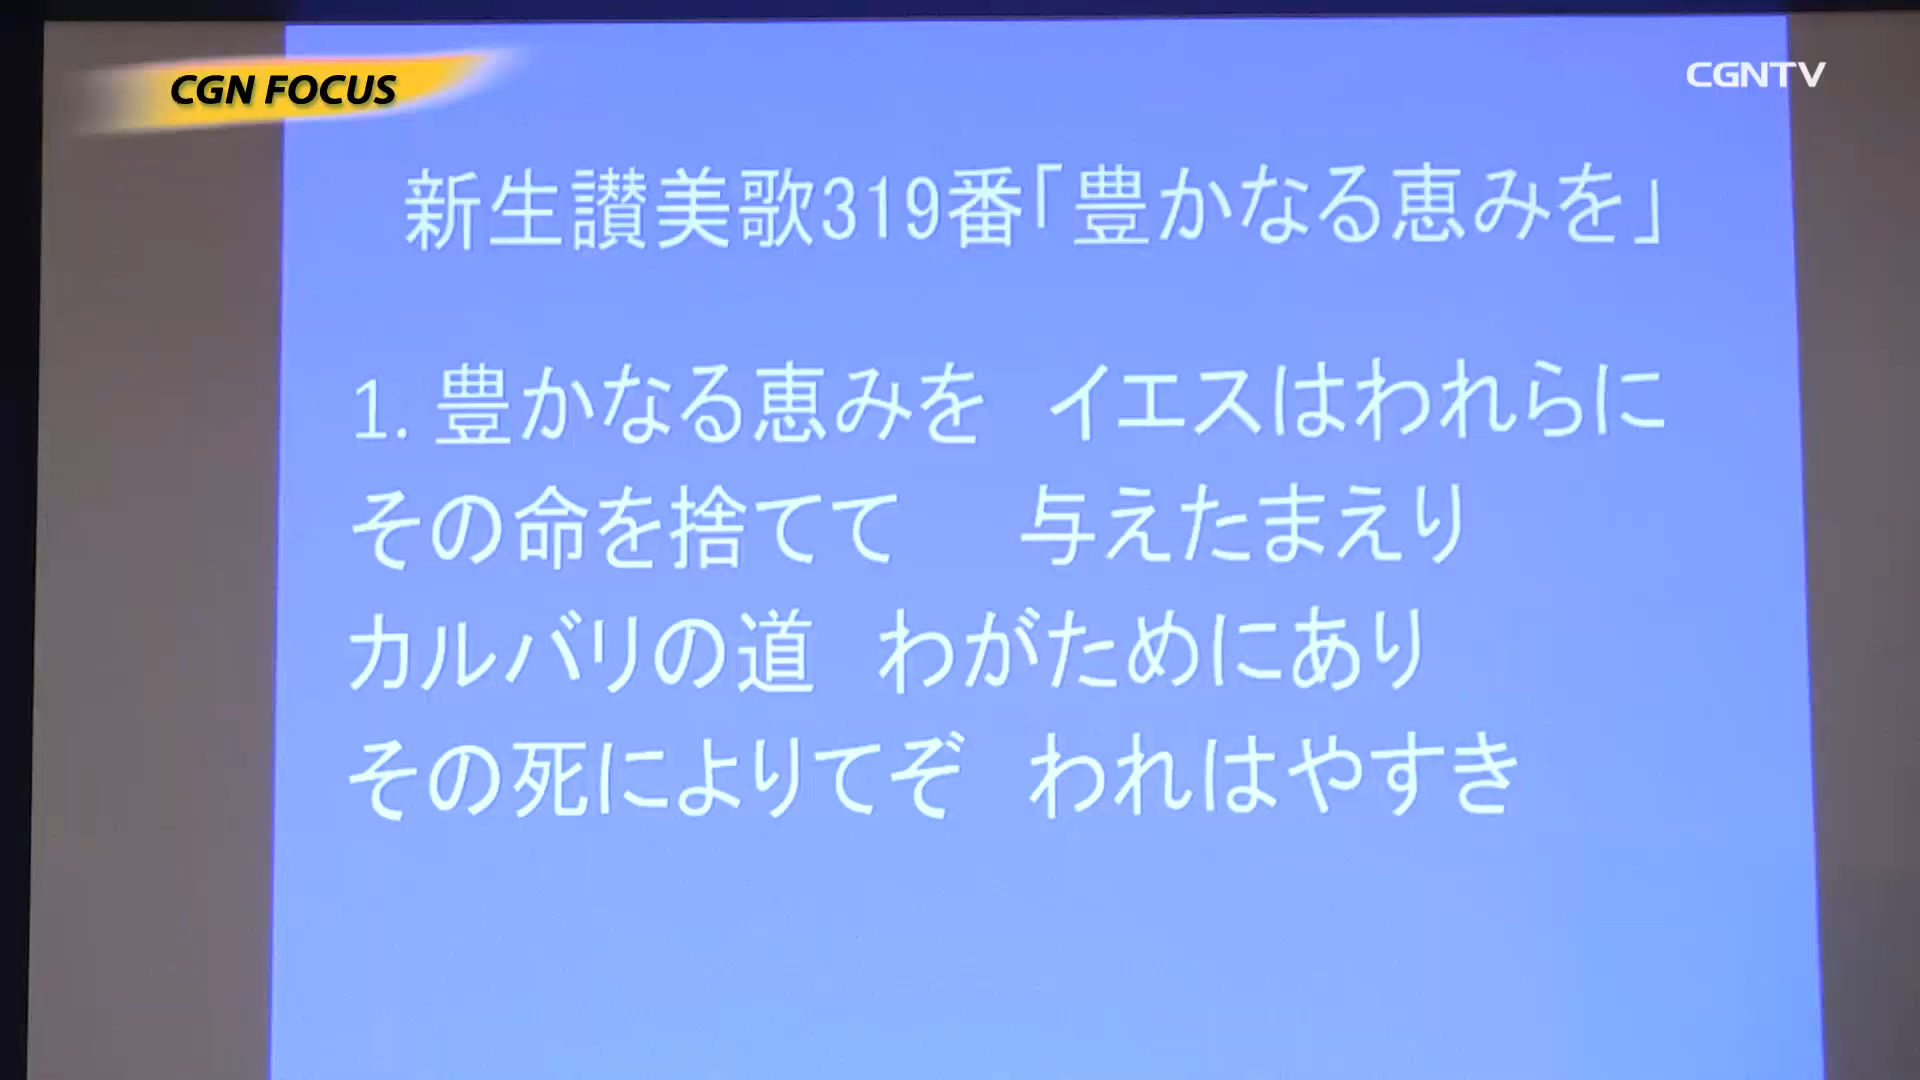 CGN FOCUS
CGNTV
新生讃美歌319番「豊かなる恵みを」
1. 豊かなる恵みを　イエスはわれらに
その命を捨てて　与えたまえり
カルバリの道　わがためにあり
その死によりてぞ　われはやすき